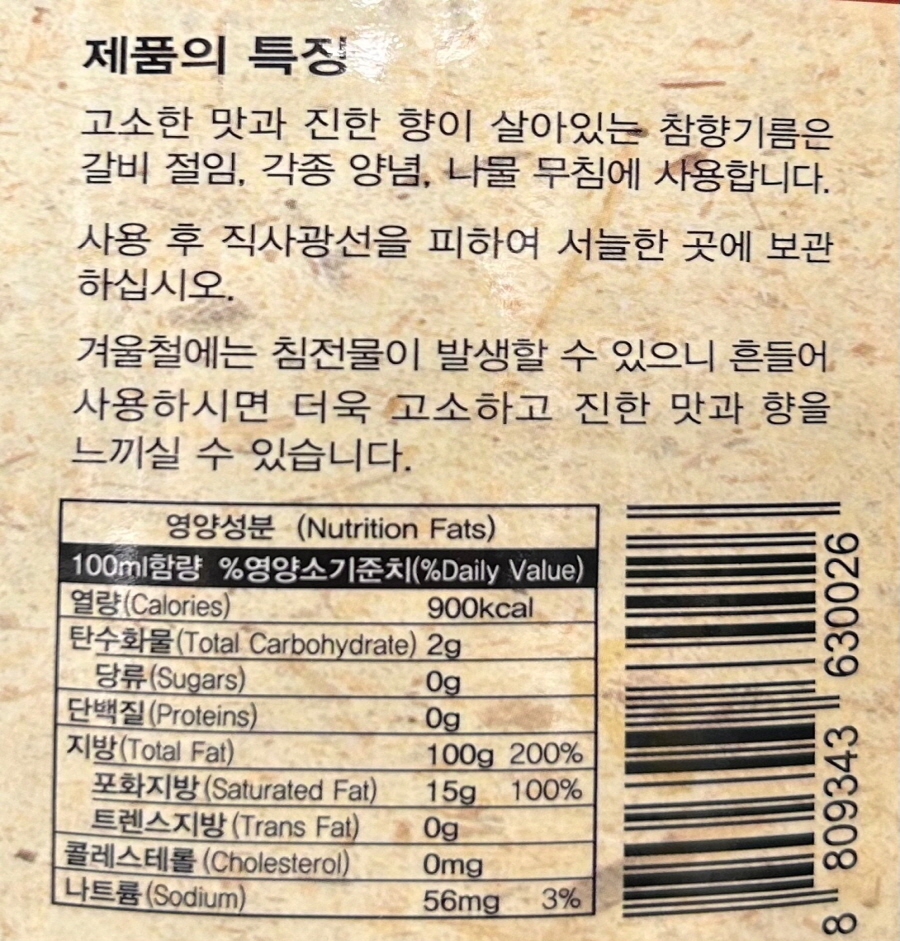 제품의 특징
고소한 맛과 진한 향이 살아있는 참향기름은
갈비 절임, 각종 양념, 나물 무침에 사용합니다.
사용 후 직사광선을 피하여 서늘한 곳에 보관
하십시오.
겨울철에는 침전물이 발생할 수 있으니 흔들어
사용하시면 더욱 고소하고 진한 맛과 향을
느끼실 수 있습니다.
영양성분 (Nutrition Fats)
100ml함량 %영양소기준치(%Daily Value)
열량(Calories) 900kcal
탄수화물(Total Carbohydrate) 2g
당류(Sugars) 0g
단백질(Proteins) 0g
지방(Total Fat) 100g 200%
포화지방(Saturated Fat) 15g 100%
트렌스지방(Trans Fat) 0g
콜레스테롤(Cholesterol) 0mg
나트륨(Sodium) 56mg 3%
8 809343 630026